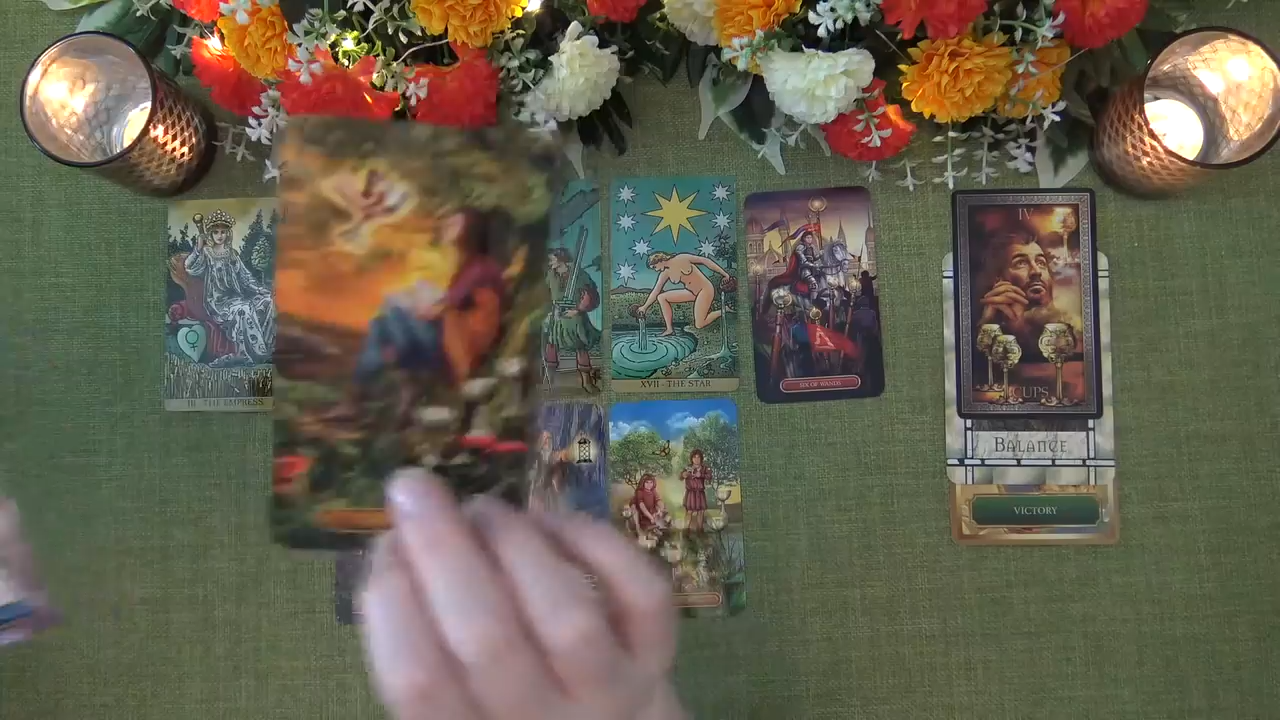 III - THE EMPRESS
XVII - THE STAR
SIX OF WANDS
IV
CUPS
BALANCE
VICTORY